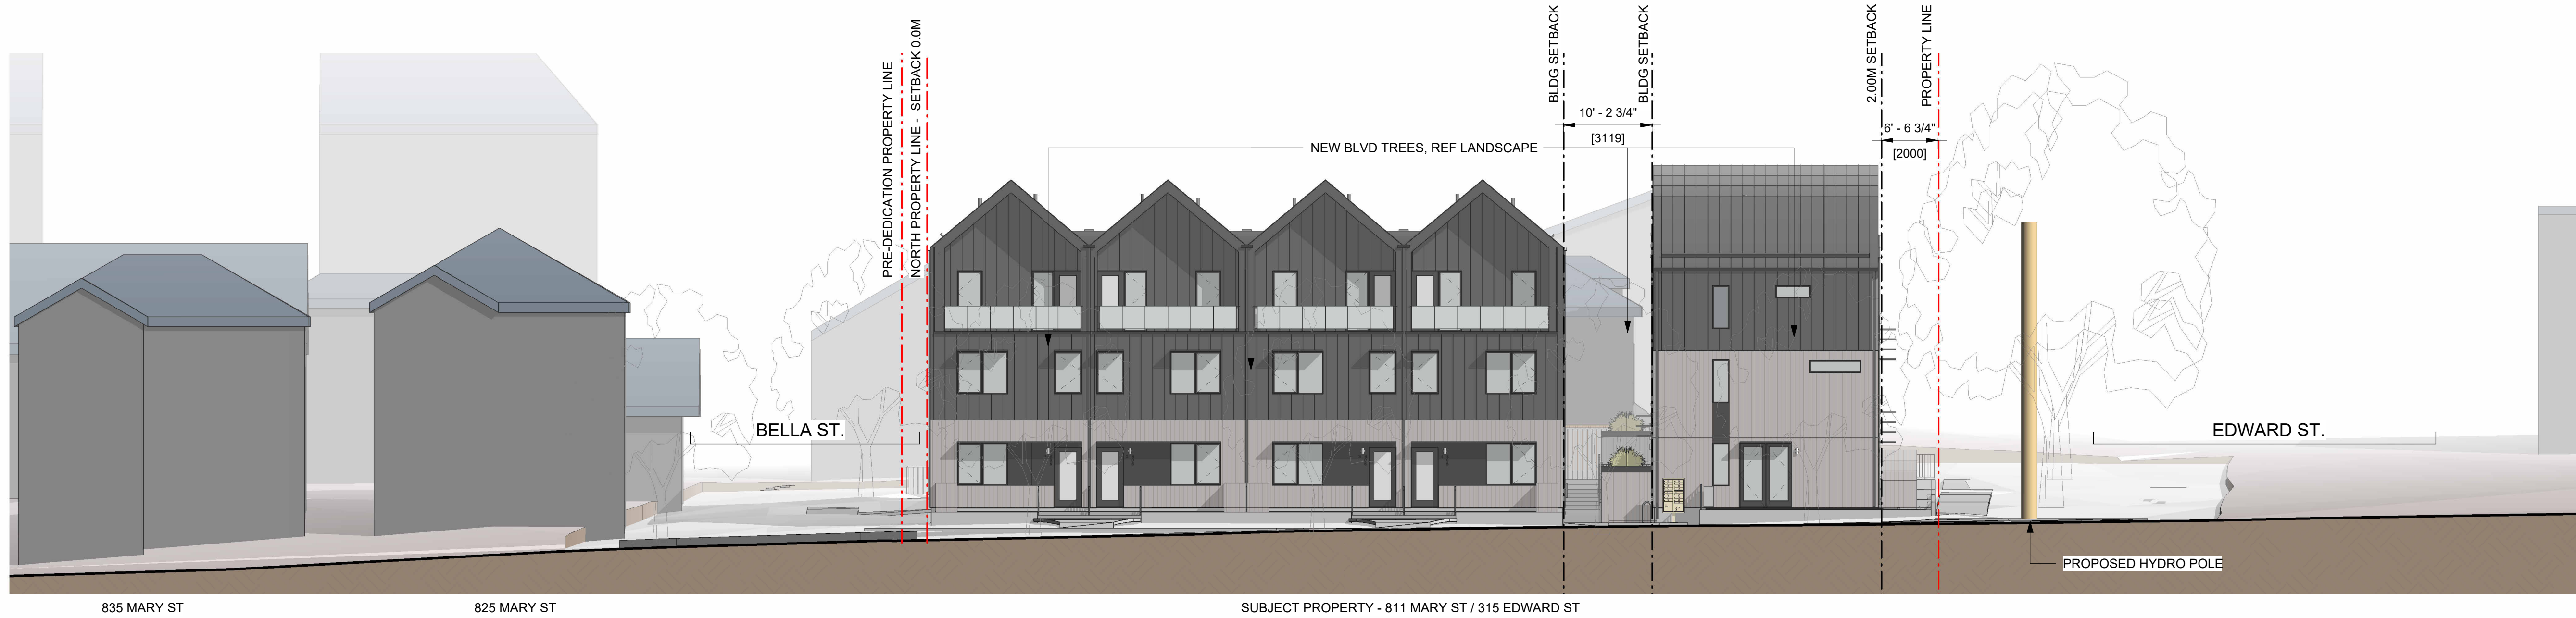 PRE-DEDICATION PROPERTY LINE
NORTH PROPERTY LINE - SETBACK 0.0M
BLDG SETBACK
BLDG SETBACK
2.00M SETBACK
PROPERTY LINE
10' - 2 3/4"
[3119]
6' - 6 3/4"
[2000]
NEW BLVD TREES, REF LANDSCAPE
BELLA ST.
EDWARD ST.
PROPOSED HYDRO POLE
835 MARY ST
825 MARY ST
SUBJECT PROPERTY - 811 MARY ST / 315 EDWARD ST